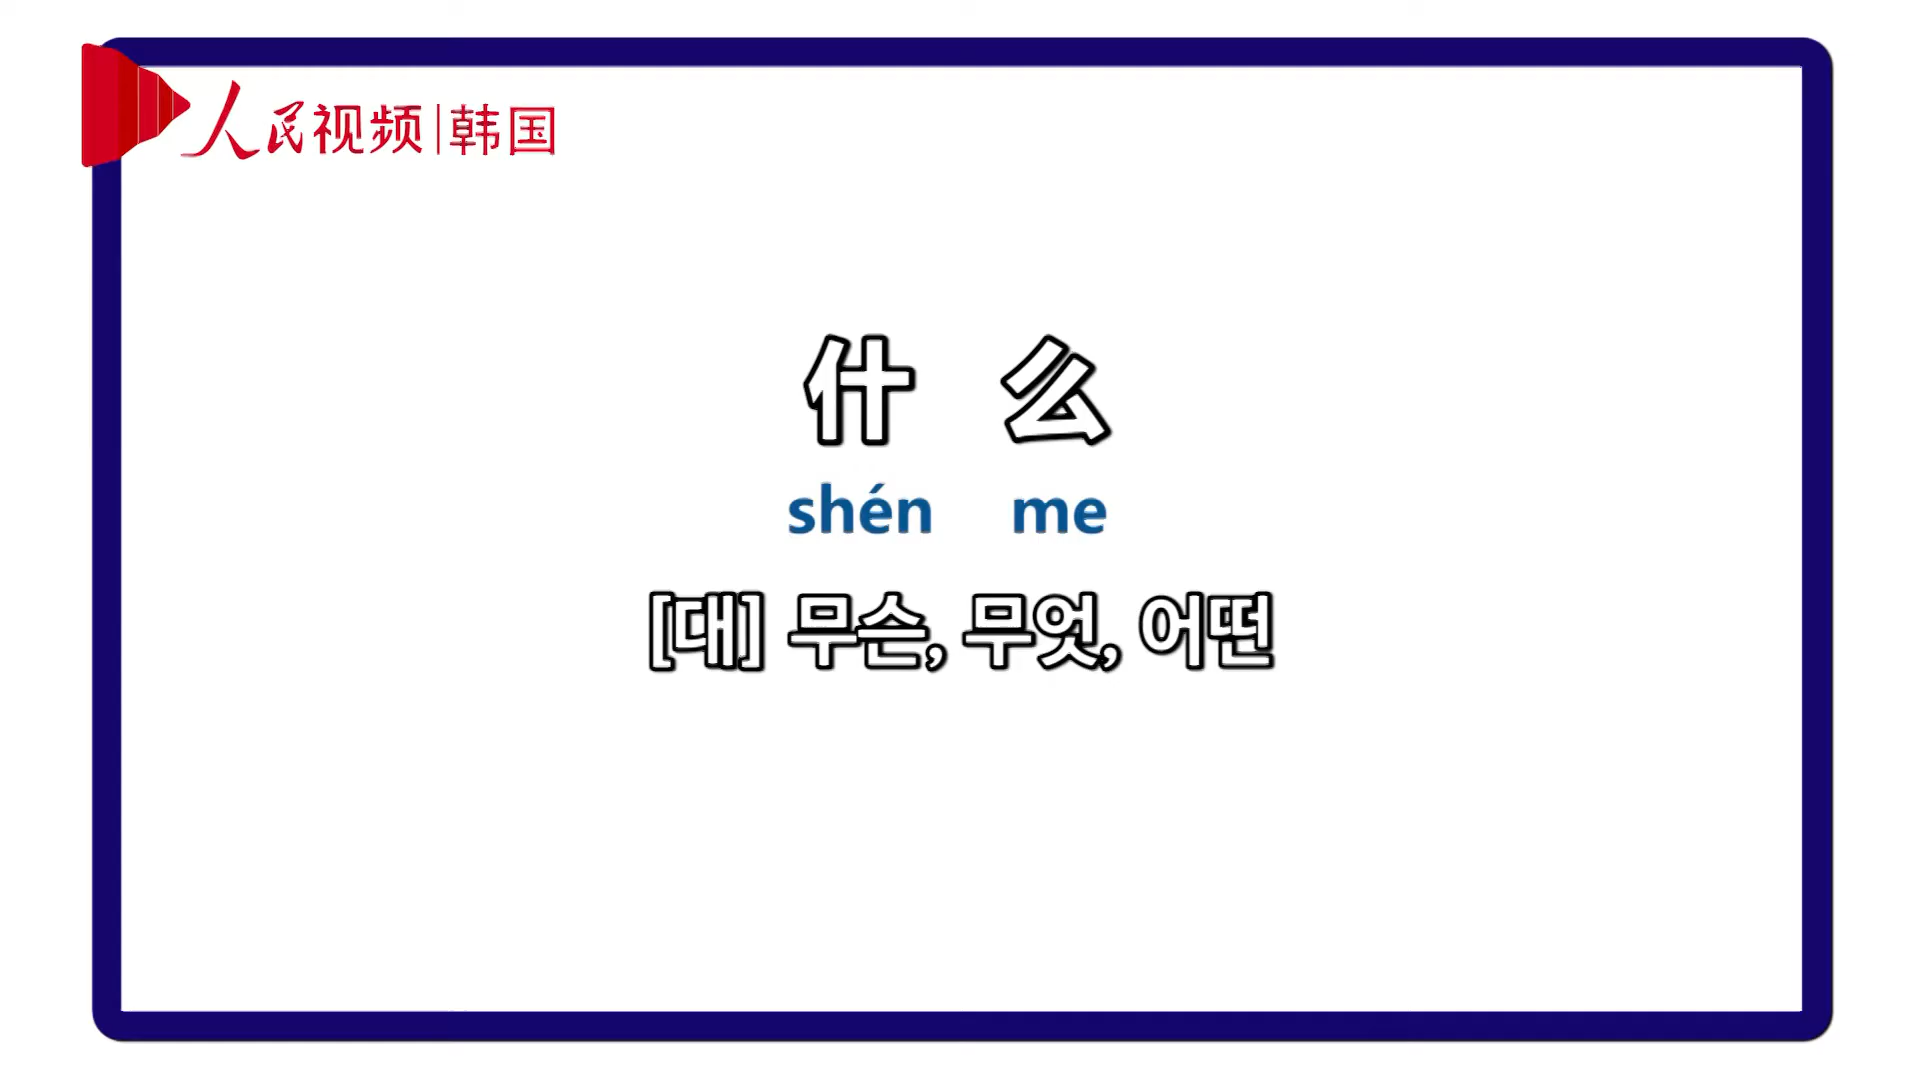 人民视频|韩国
什 么
shén me
[대] 무슨, 무엇, 어떤